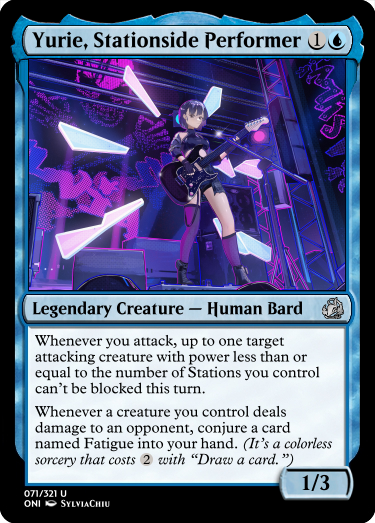 Yurie, Stationside Performer 1
Legendary Creature — Human Bard
Whenever you attack, up to one target
attacking creature with power less than or
equal to the number of Stations you control
can't be blocked this turn.
Whenever a creature you control deals
damage to an opponent, conjure a card
named Fatigue into your hand. (It's a colorless
sorcery that costs 2 with “Draw a card.”)
1/3
071/321 U
ONI SylviaChiu